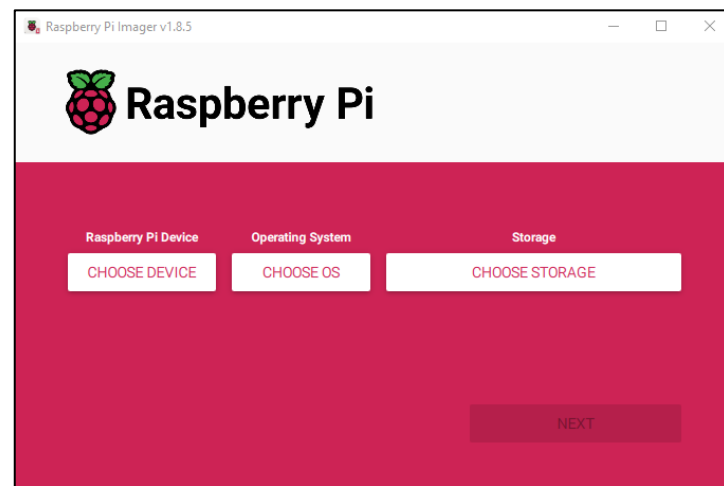 Raspberry Pi Imager v1.8.5
Raspberry Pi
Raspberry Pi Device Operating System Storage
CHOOSE DEVICE CHOOSE OS CHOOSE STORAGE
NEXT